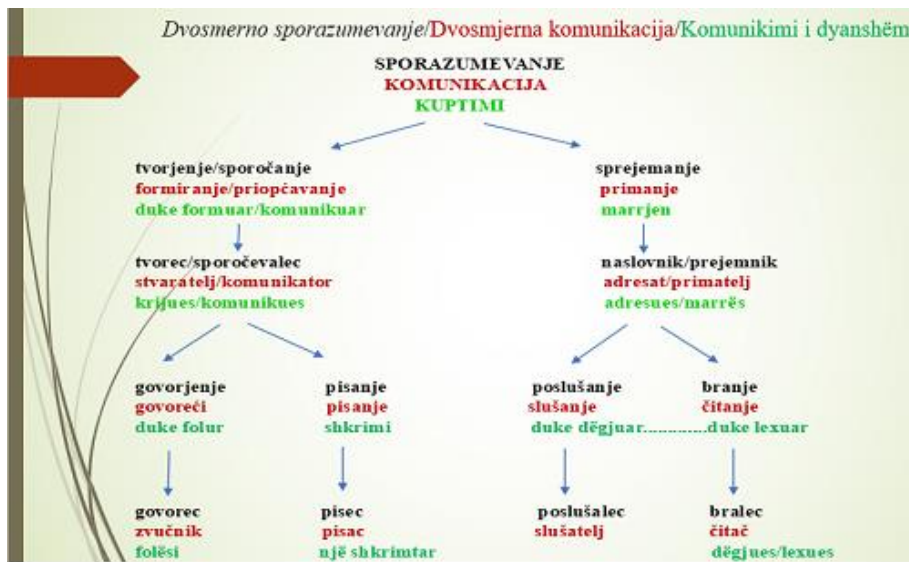 Dvosmerno sporazumevanje/Dvosmjerna komunikacija/Komunikimi i dyanshëm
SPORAZUMEVANJE
KOMUNIKACIJA
KUPTIMI
tvorjenje/sporočanje
formiranje/priopćavanje
duke formuar/komunikuar
sprejemanje
primanje
marrjen
tvorec/sporočevalec
stvaratelj/komunikator
krijues/komunikues
naslovnik/prejemnik
adresat/primatelj
adresues/marrës
govorjenje
govoreći
duke folur
pisanje
pisanje
shkrimi
poslušanje
slušanje
duke dëgjuar.............duke lexuar
branje
čitanje
govorec
zvučnik
folësi
pisec
pisac
një shkrimtar
poslušalec
slušatelj
bralec
čitač
dëgjues/lexues